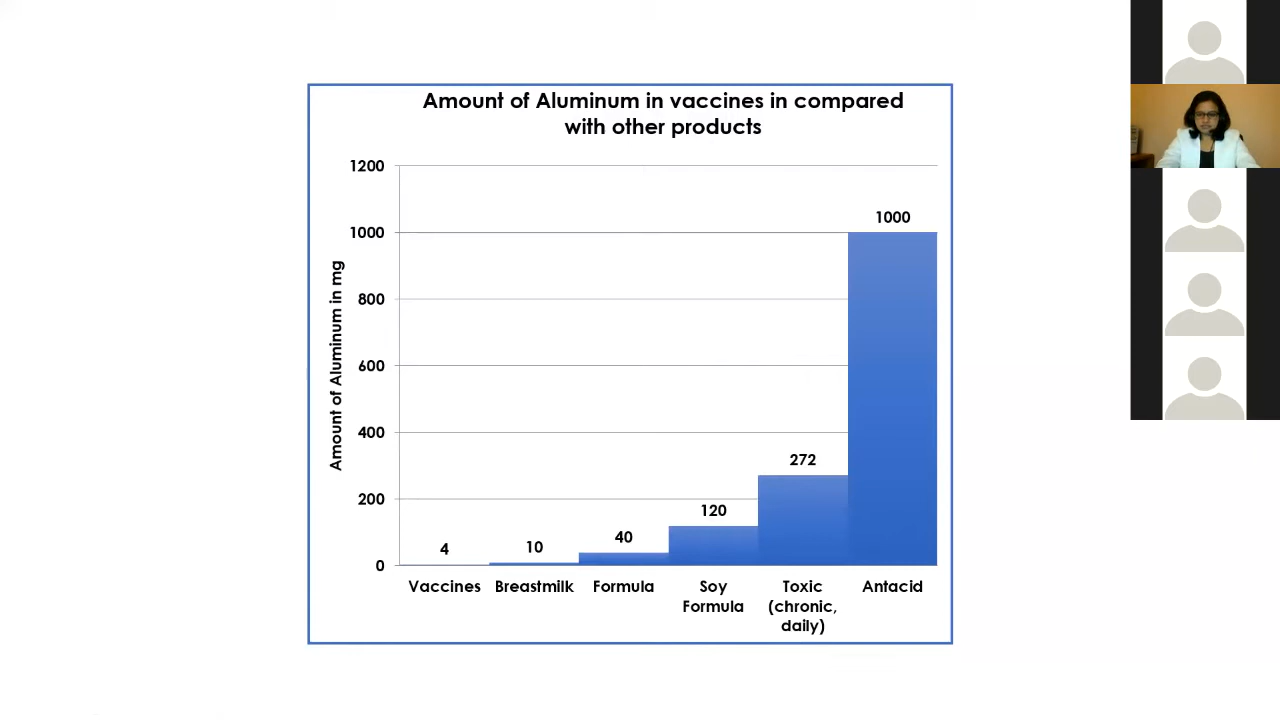 Amount of Aluminum in vaccines in compared
with other products
Amount of Aluminum in mg
1200
1000
800
600
400
200
0
4
10
40
120
272
1000
Vaccines
Breastmilk
Formula
Soy
Formula
Toxic
(chronic,
daily)
Antacid